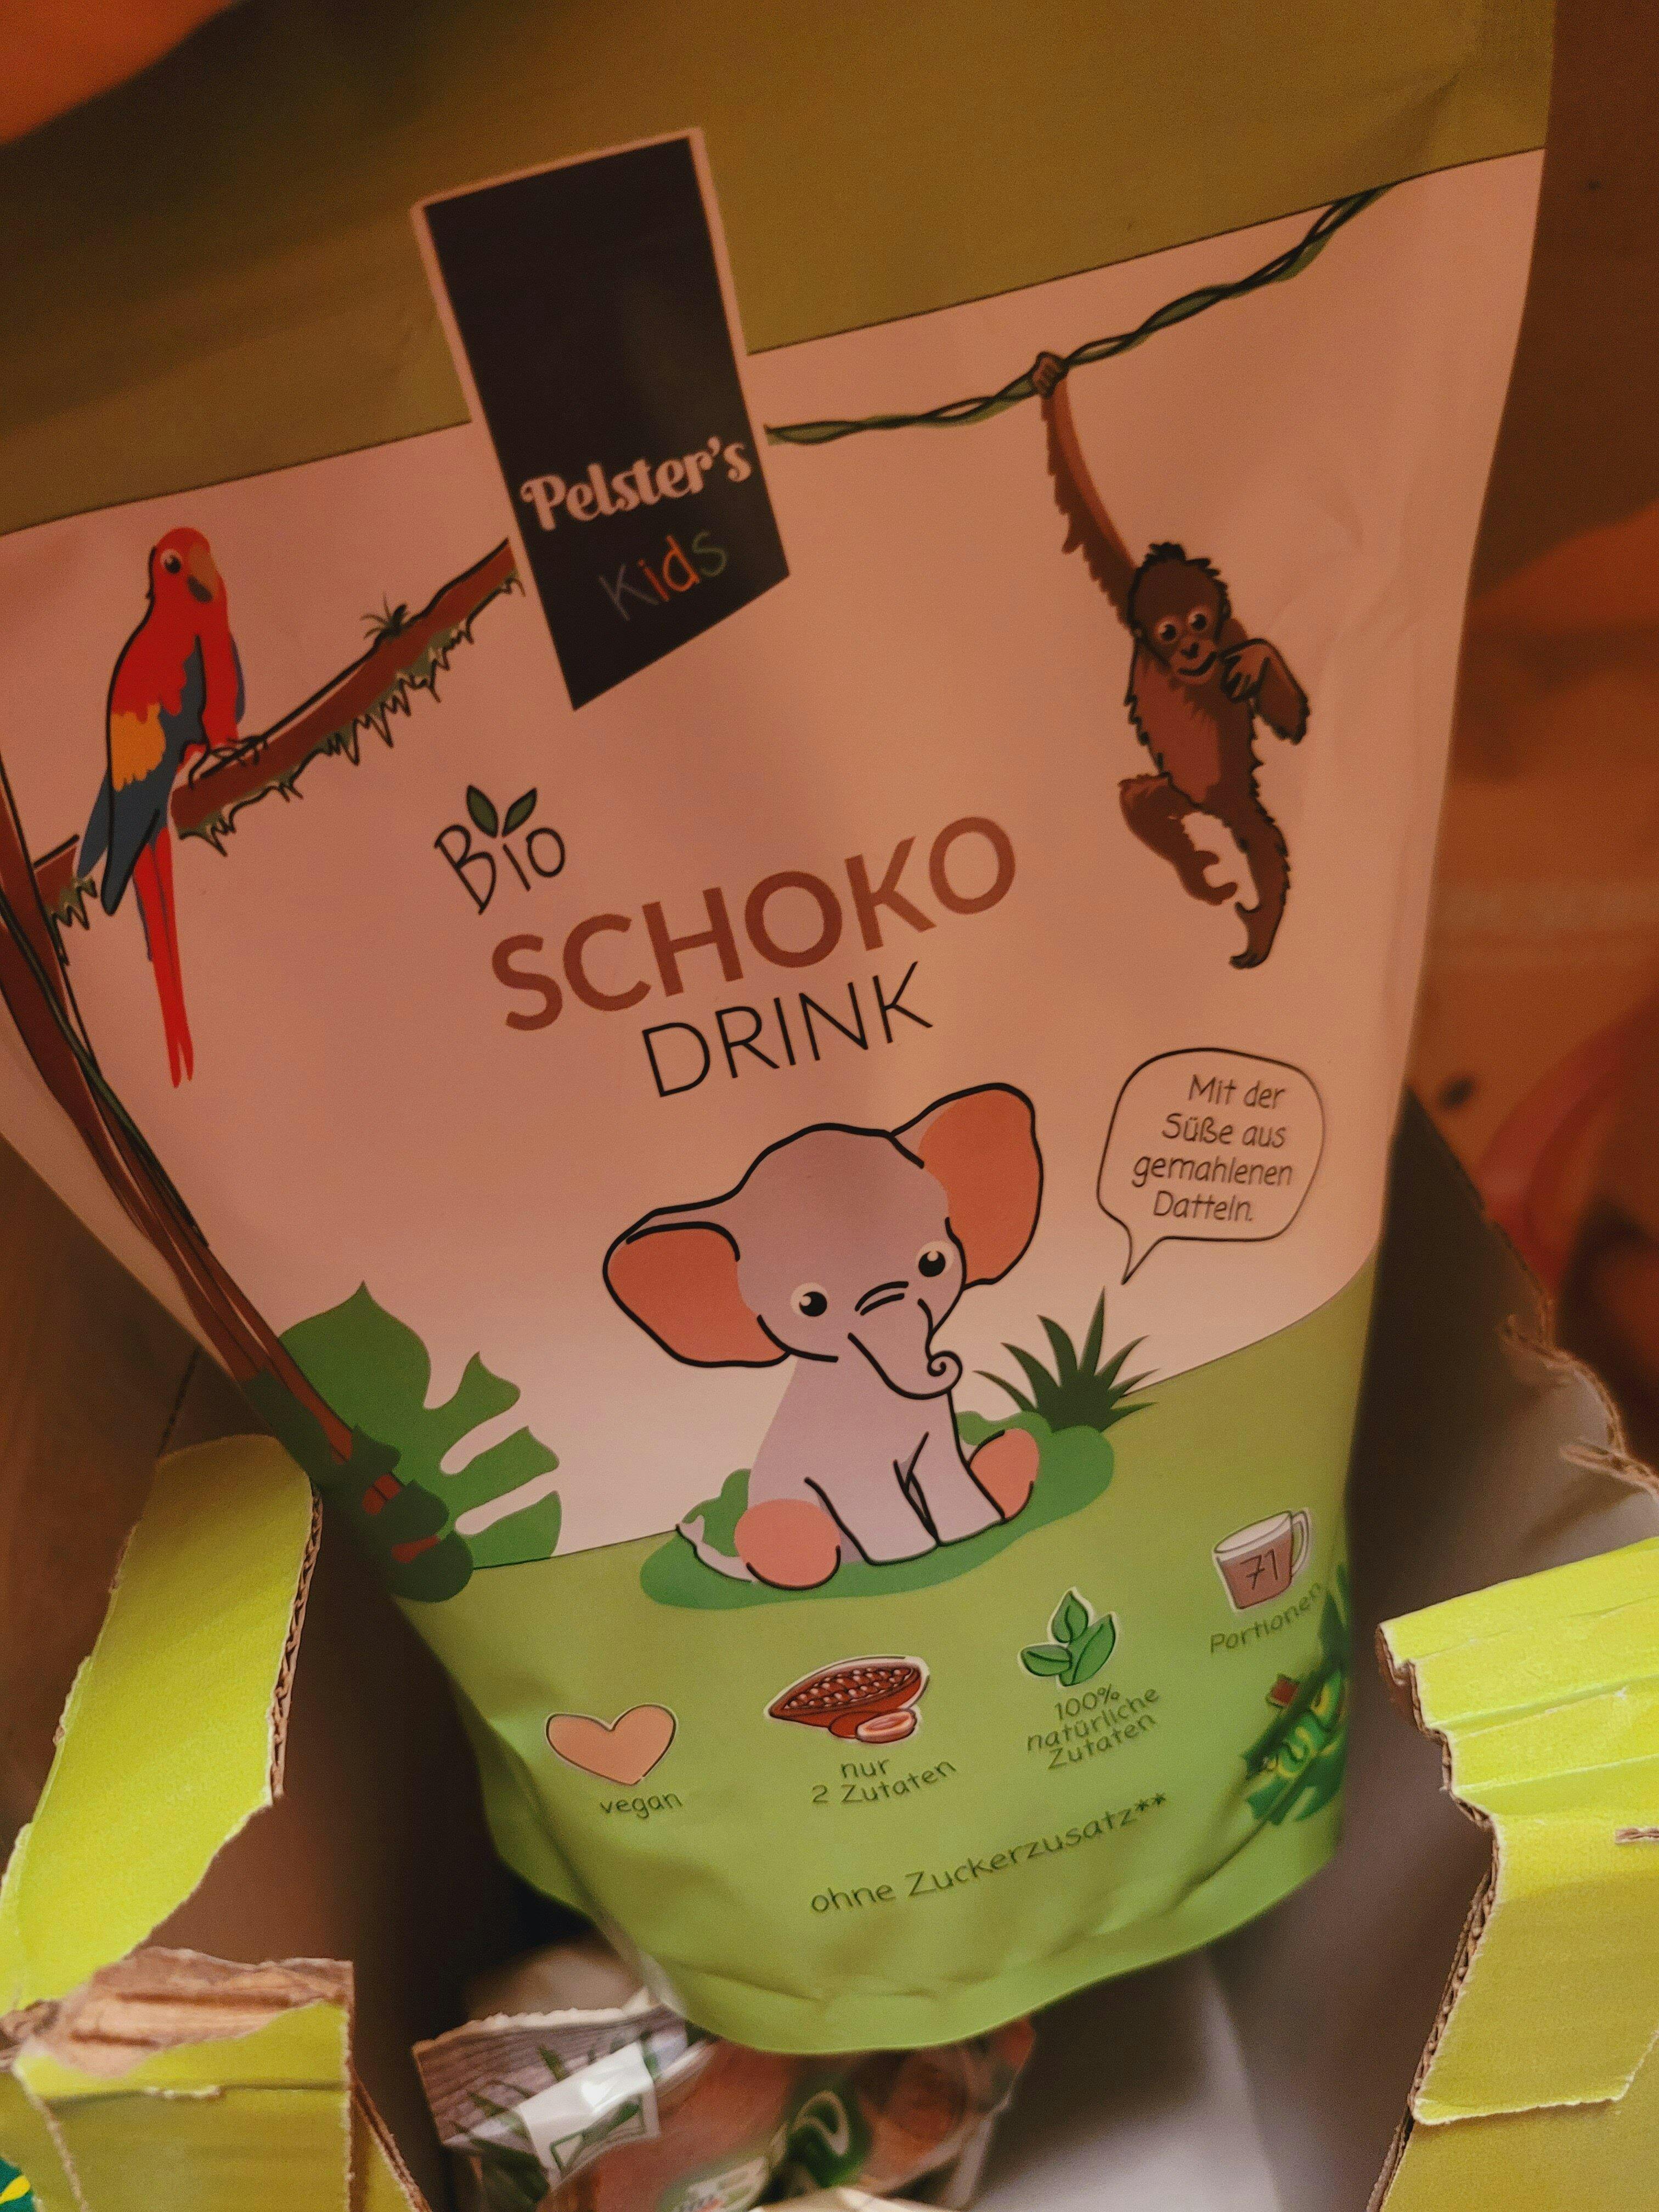 Pelster's
Kids
Bio
SCHOKO
DRINK
Mit der
Süße aus
gemahlenen
Datteln.
71
Portionen
100%
natürliche
Zutaten
nur
2 Zutaten
vegan
ohne Zuckerzusatz**